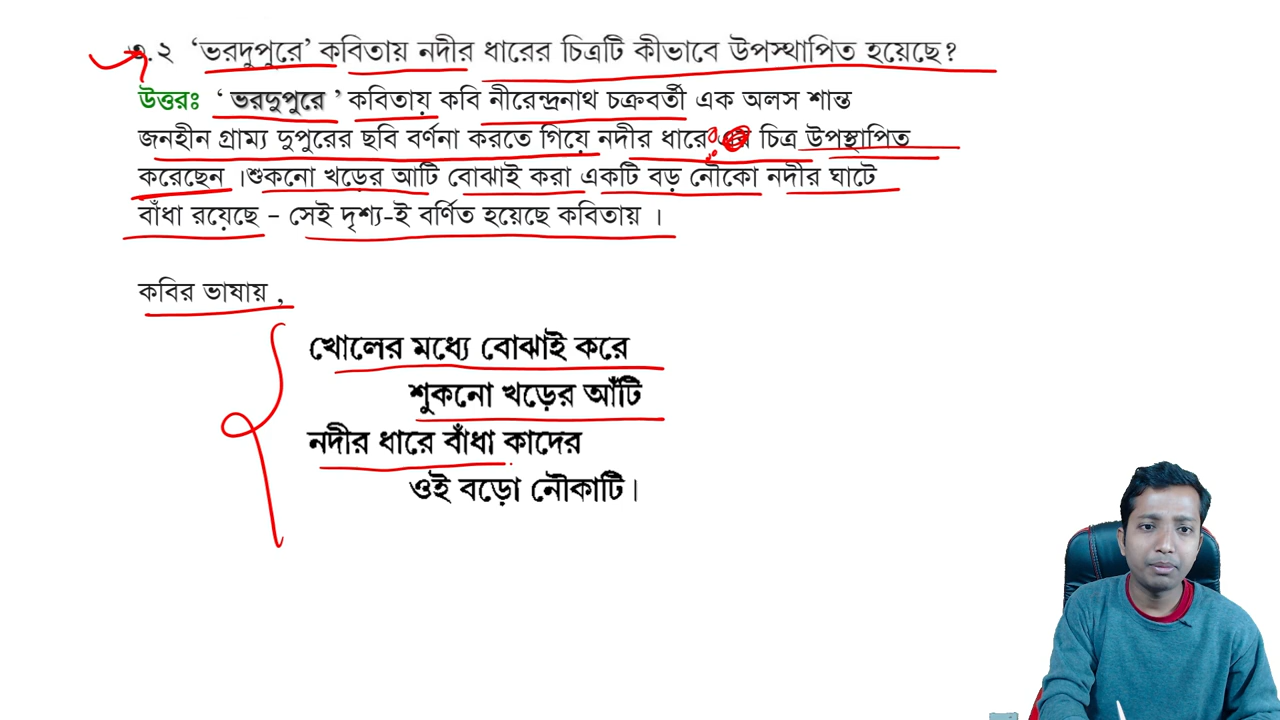 ৩.২ ‘ভরদুপুরে’ কবিতায় নদীর ধারের চিত্রটি কীভাবে উপস্থাপিত হয়েছে?
উত্তরঃ ‘ ভরদুপুরে ’ কবিতায় কবি নীরেন্দ্রনাথ চক্রবর্তী এক অলস শান্ত
জনহীন গ্রাম্য দুপুরের ছবি বর্ণনা করতে গিয়ে নদীর ধারে চিত্র উপস্থাপিত
করেছেন ।শুকনো খড়ের আটি বোঝাই করা একটি বড় নৌকো নদীর ঘাটে
বাঁধা রয়েছে – সেই দৃশ্য-ই বর্ণিত হয়েছে কবিতায় ।
কবির ভাষায় ,
খোলের মধ্যে বোঝাই করে
শুকনো খড়ের আঁটি
নদীর ধারে বাঁধা কাদের
ওই বড়ো নৌকাটি।